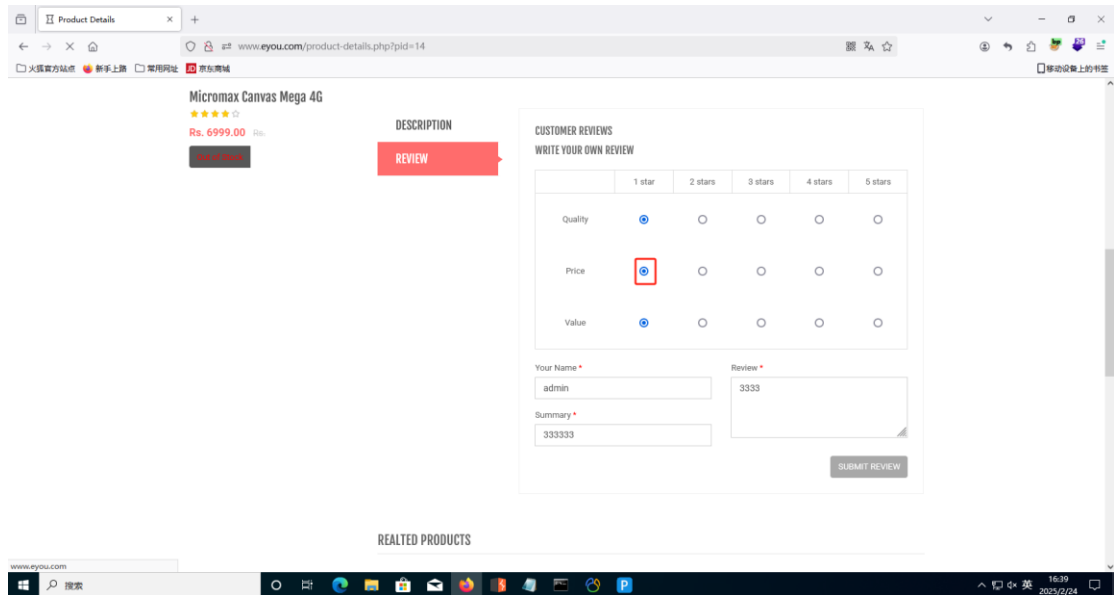 Product Details
www.eyou.com/product-details.php?pid=14
火狐官方站点 新手上路 常用网址 JD 京东商城 移动设备上的书签
Micromax Canvas Mega 4G
Rs. 6999.00 Rs.
DESCRIPTION
REVIEW
CUSTOMER REVIEWS
WRITE YOUR OWN REVIEW
1 star 2 stars 3 stars 4 stars 5 stars
Quality
Price
Value
Your Name *
admin
Summary *
333333
Review *
3333
SUBMIT REVIEW
REALTED PRODUCTS
www.eyou.com
搜索
英
16:39
2025/2/24